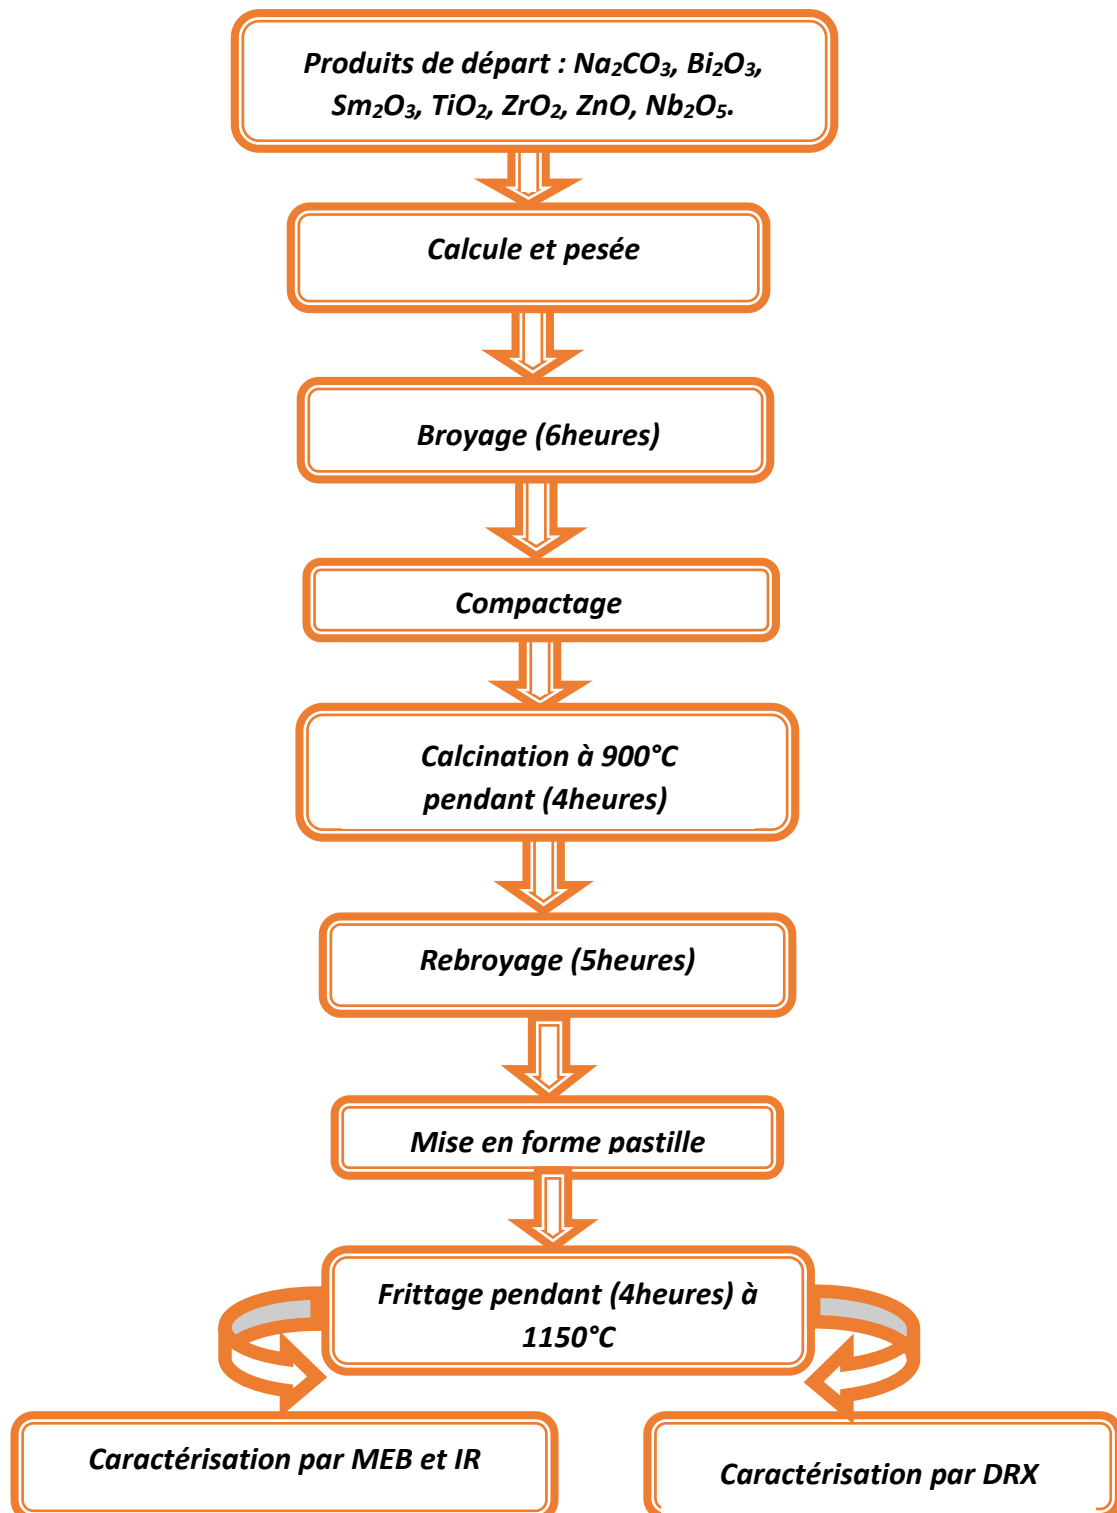 Produits de départ : Na₂CO₃, Bi₂O₃,
Sm₂O₃, TiO₂, ZrO₂, ZnO, Nb₂O₅.
Calcule et pesée
Broyage (6heures)
Compactage
Calcination à 900°C
pendant (4heures)
Rebroyage (5heures)
Mise en forme pastille
Frittage pendant (4heures) à
1150°C
Caractérisation par MEB et IR
Caractérisation par DRX